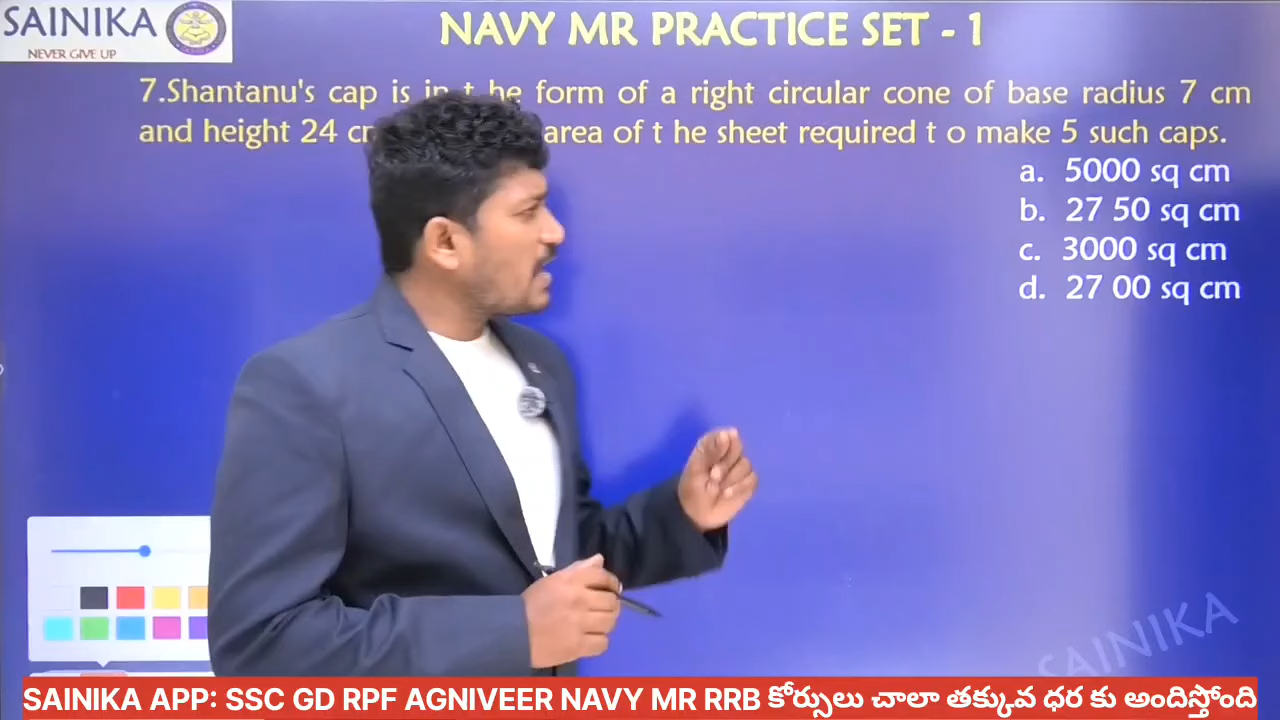 SAINIKA
NEVER GIVE UP
NAVY MR PRACTICE SET - 1
7.Shantanu's cap is in t he form of a right circular cone of base radius 7 cm
and height 24 area of t he sheet required t o make 5 such caps.
a. 5000 sq cm
b. 27 50 sq cm
c. 3000 sq cm
d. 27 00 sq cm
SAINIKA
SAINIKA APP: SSC GD RPF AGNIVEER NAVY MR RRB కోర్సులు చాలా తక్కువ ధర కు అందిస్తోంది